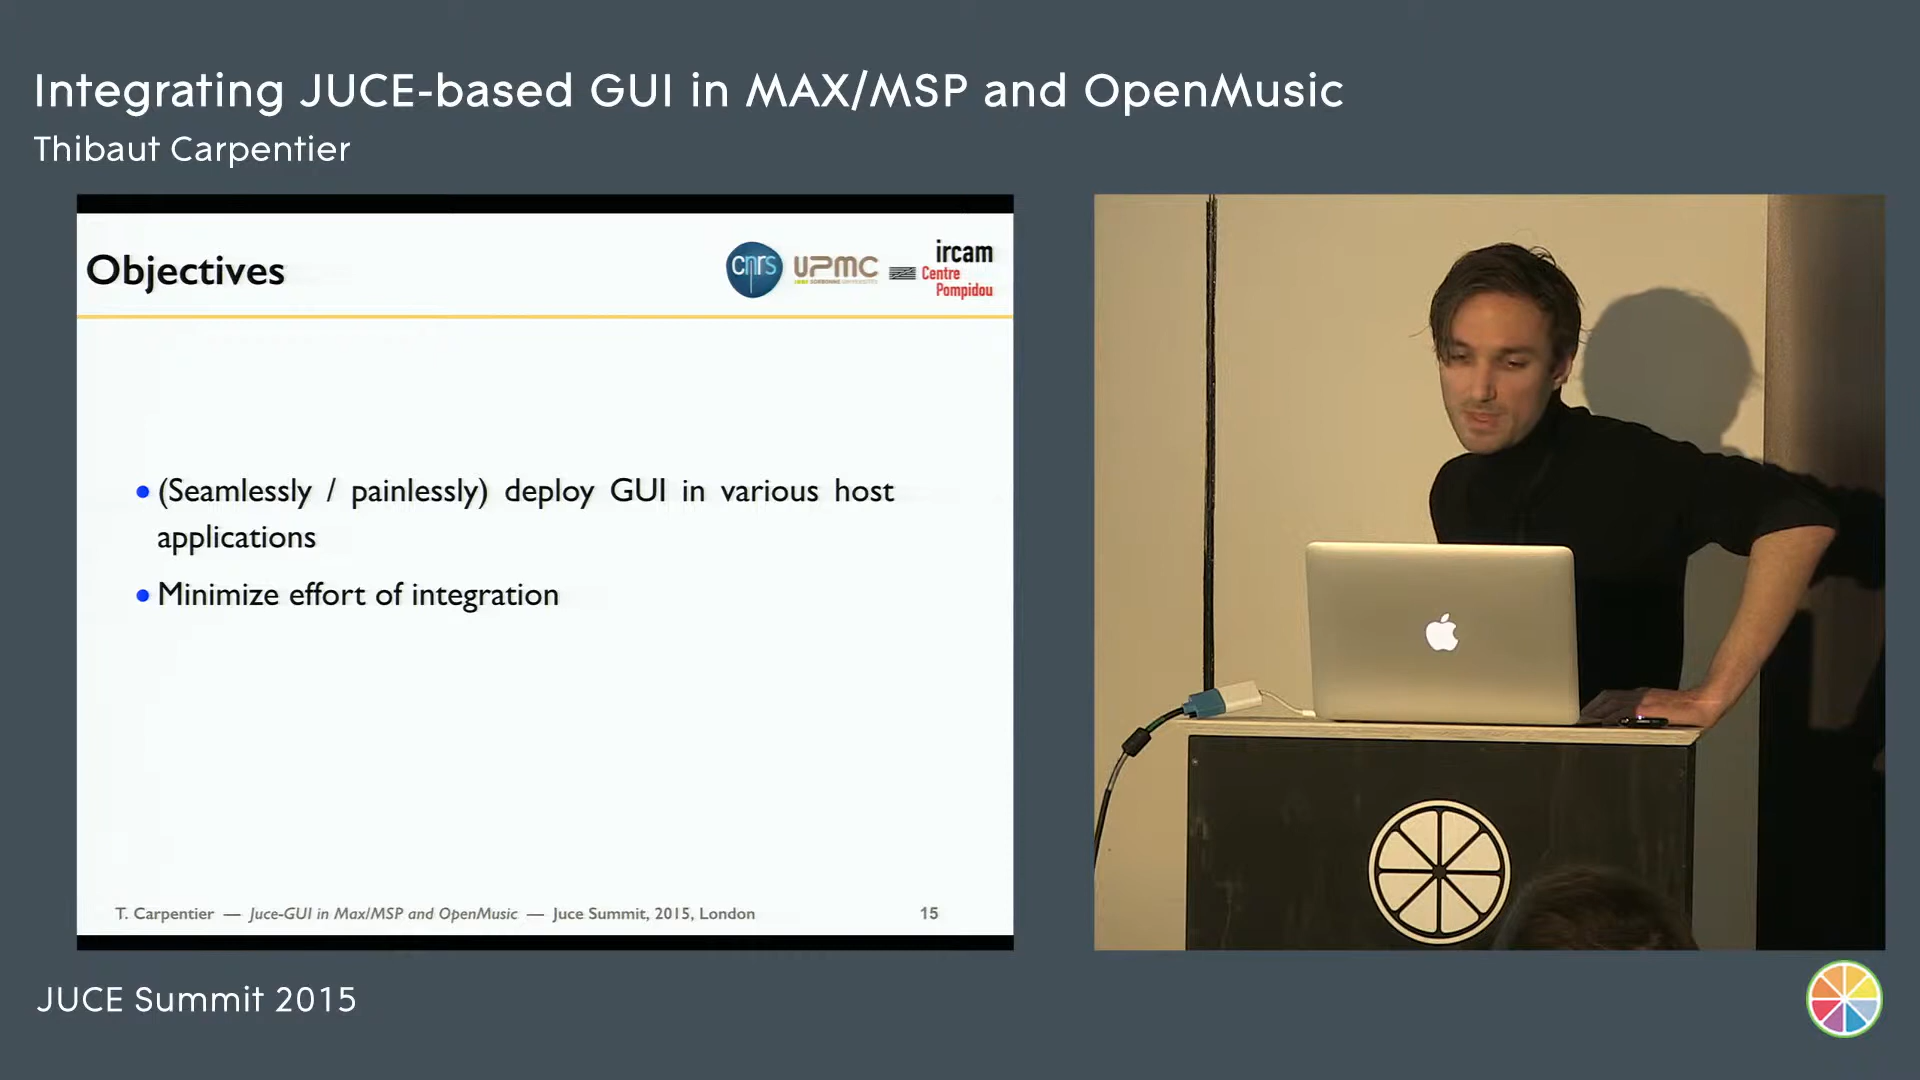 Integrating JUCE-based GUI in MAX/MSP and OpenMusic
Thibaut Carpentier
Objectives
cnrs
UPMC
ircam
Centre
Pompidou
• (Seamlessly / painlessly) deploy GUI in various host
applications
• Minimize effort of integration
T. Carpentier — Juce-GUI in Max/MSP and OpenMusic — Juce Summit, 2015, London 15
JUCE Summit 2015